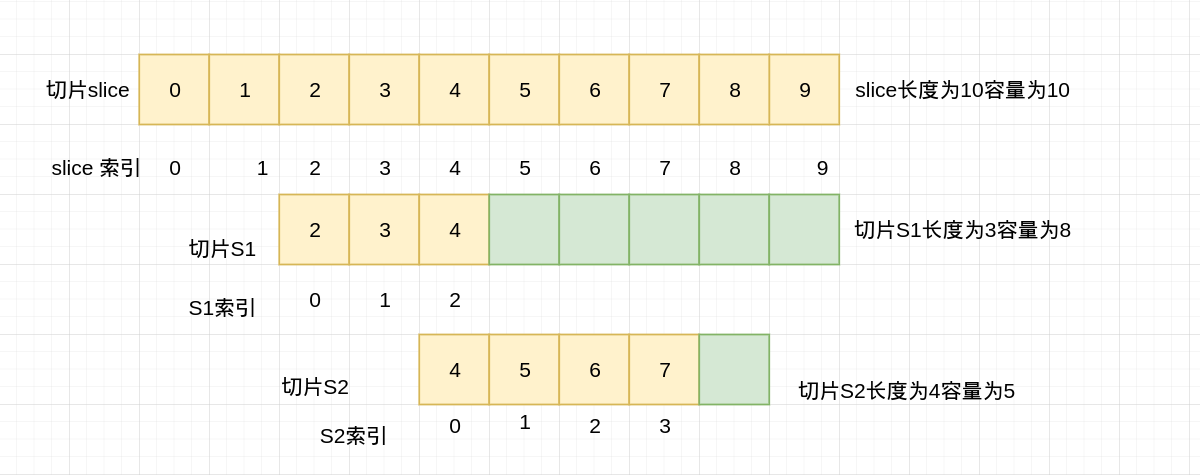 切片slice 0 1 2 3 4 5 6 7 8 9 slice长度为10容量为10
slice 索引 0 1 2 3 4 5 6 7 8 9
切片S1 2 3 4 切片S1长度为3容量为8
S1索引 0 1 2
切片S2 4 5 6 7 切片S2长度为4容量为5
S2索引 0 1 2 3